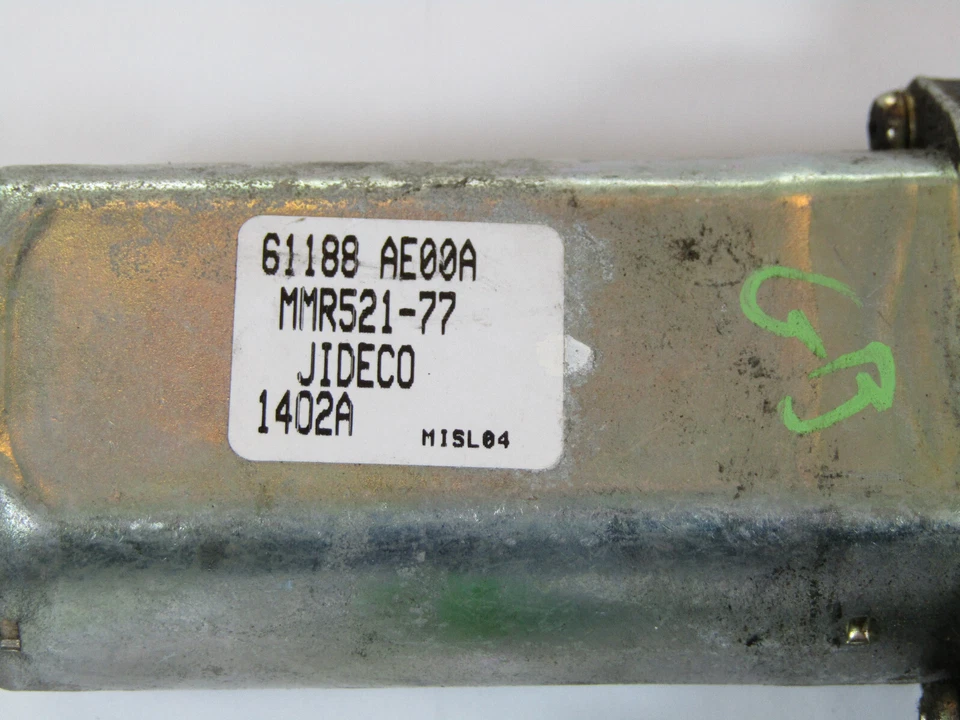 61188 AE00A
MMR521-77
JIDECO
1402A
MISL04